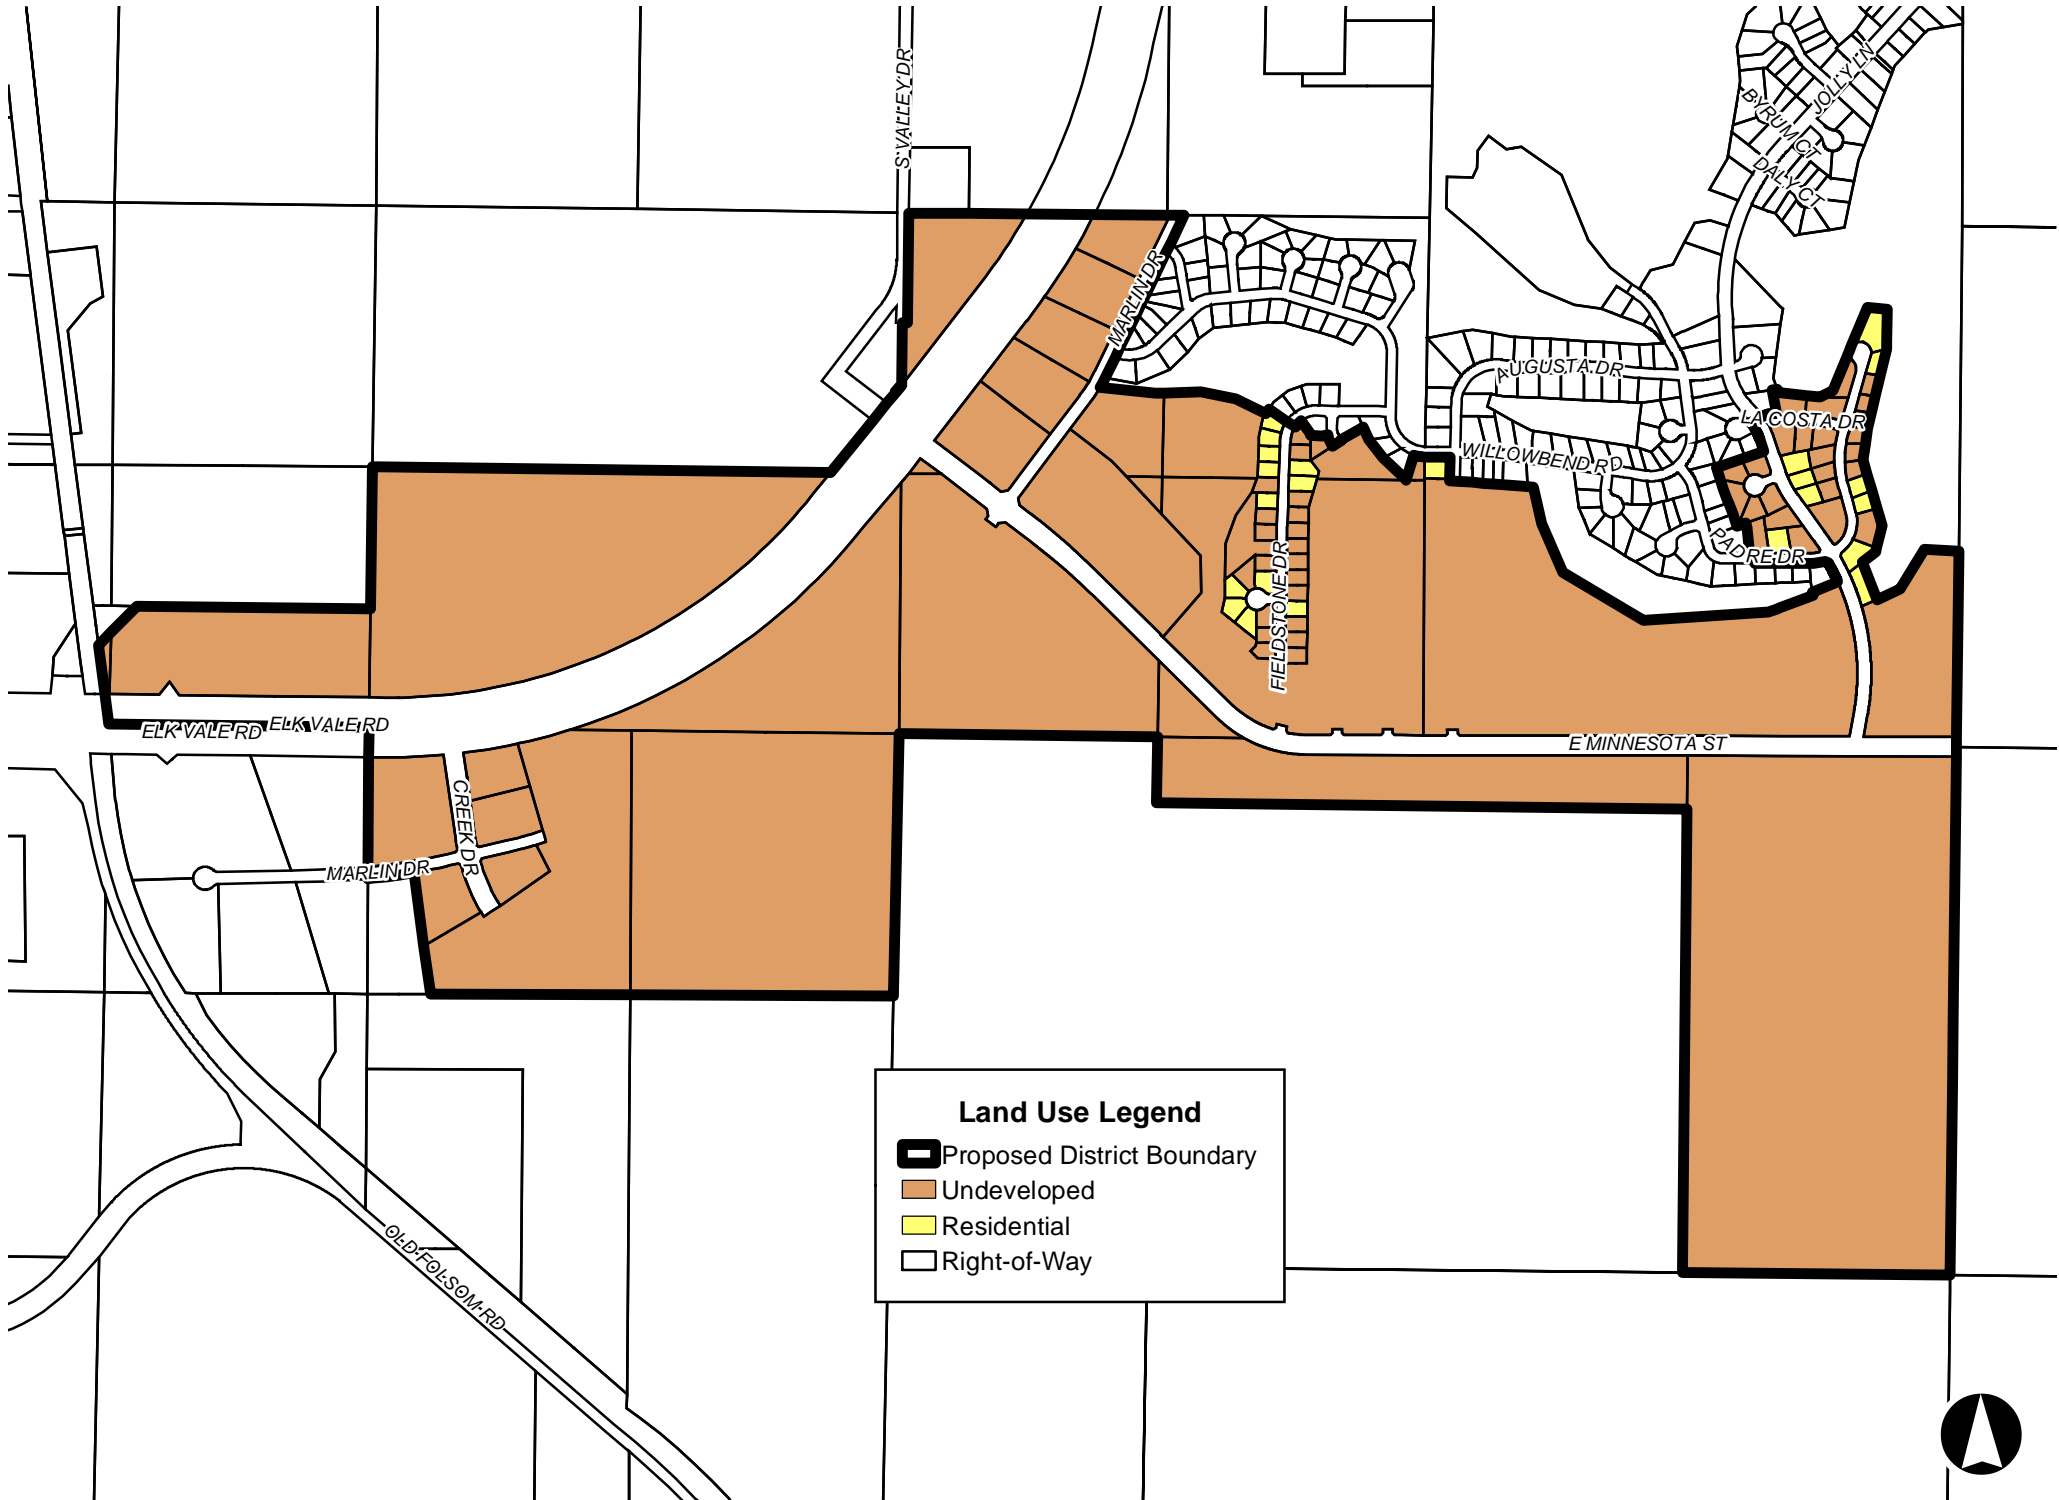 S VALLEY DR
JOLLY LN
BYRUM CT
DALY CT
MARLIN DR
AUGUSTA DR
LA COSTA DR
WILLOWBEND RD
PADRE DR
FIELDSTONE DR
ELK VALE RD
ELK VALE RD
E MINNESOTA ST
CREEK DR
MARLIN DR
Land Use Legend
Proposed District Boundary
Undeveloped
Residential
Right-of-Way
OLD FOLSOM RD